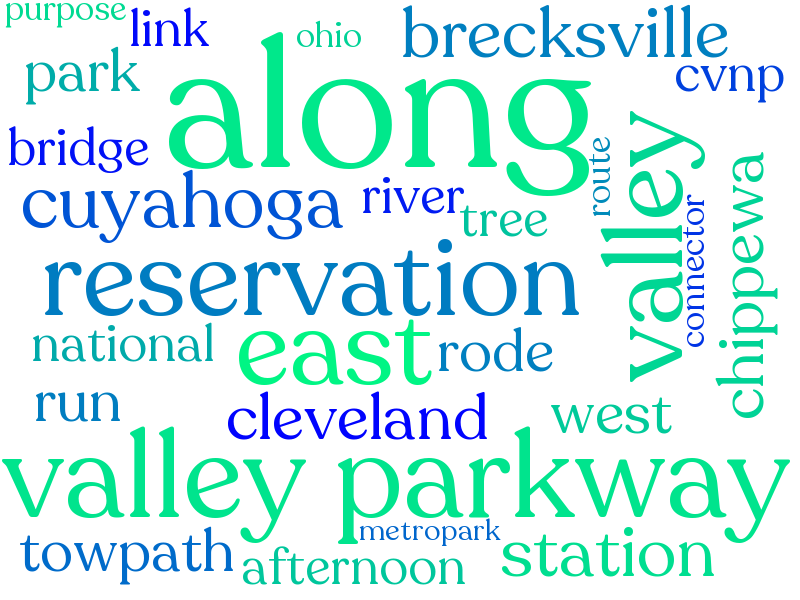 purpose
link
ohio
brecksville
park
along
cvnp
bridge
valley
route
cuyahoga
river
tree
connector
chippewa
reservation
national
east
rode
run
cleveland
west
valley parkway
towpath
metropark
afternoon
station